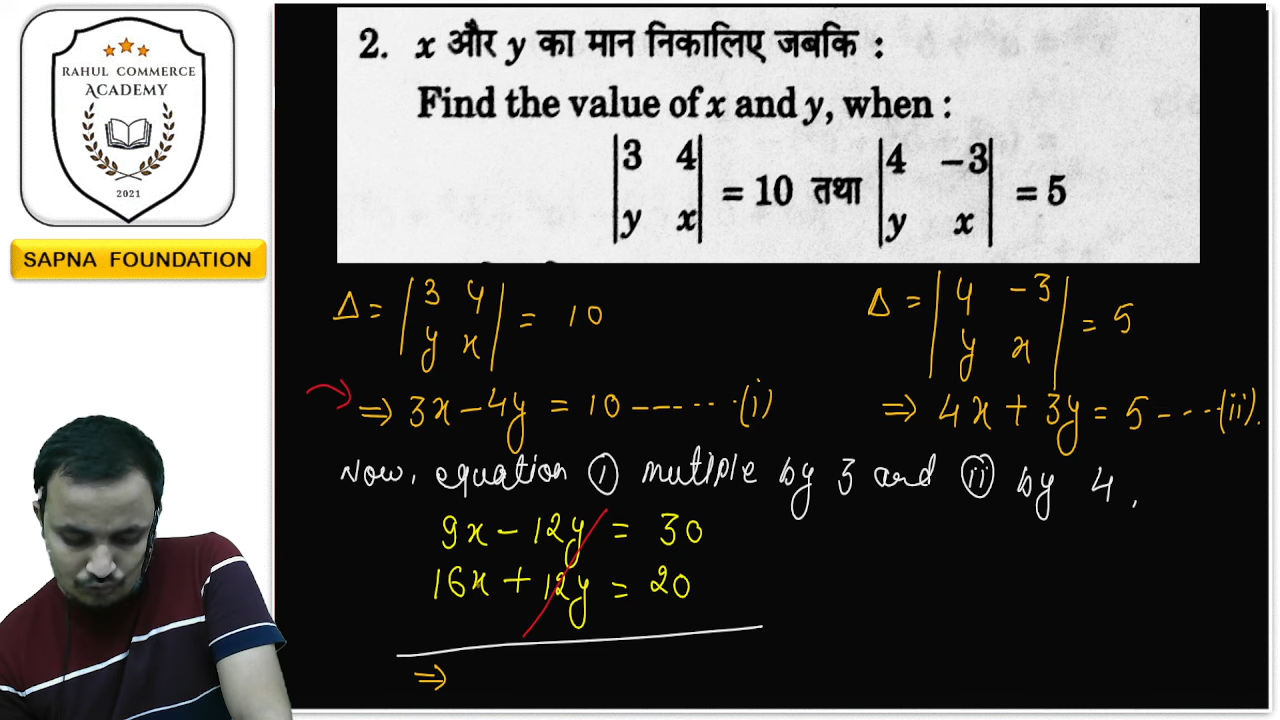 RAHUL COMMERCE
ACADEMY
2021
SAPNA FOUNDATION
2. x और y का मान निकालिए जबकि :
Find the value of x and y, when :
|3 4| = 10 तथा |4 -3| = 5
|y x| |y x|
Δ = |3 4| = 10
|y x|
⇒ 3x - 4y = 10 ------ (i)
Δ = |4 -3| = 5
|y x|
⇒ 4x + 3y = 5 ----- (ii).
Now, equation (i) mutiple by 3 and (ii) by 4,
9x - 12y = 30
16x + 12y = 20
⇒